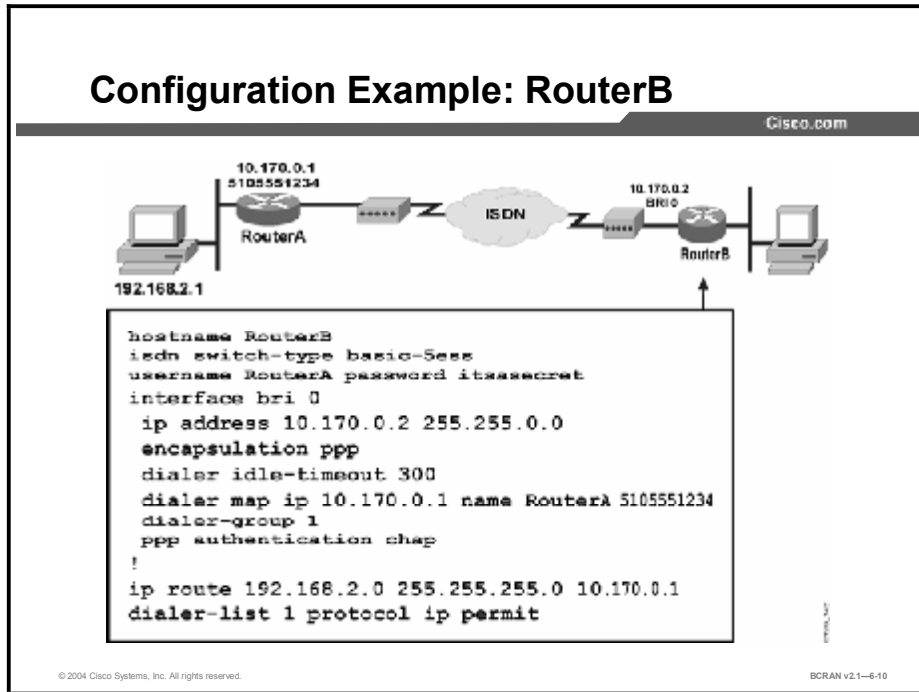 Configuration Example: RouterB
Cisco.com
10.170.0.1
5105551234
RouterA
192.168.2.1
ISDN
10.170.0.2
BRI 0
RouterB
hostname RouterB
isdn switch-type basic-5ess
username RouterA password itsasecret
interface bri 0
ip address 10.170.0.2 255.255.0.0
encapsulation ppp
dialer idle-timeout 300
dialer map ip 10.170.0.1 name RouterA 5105551234
dialer-group 1
ppp authentication chap
!
ip route 192.168.2.0 255.255.255.0 10.170.0.1
dialer-list 1 protocol ip permit
© 2004 Cisco Systems, Inc. All rights reserved.
BCRAN v2.1—6-10